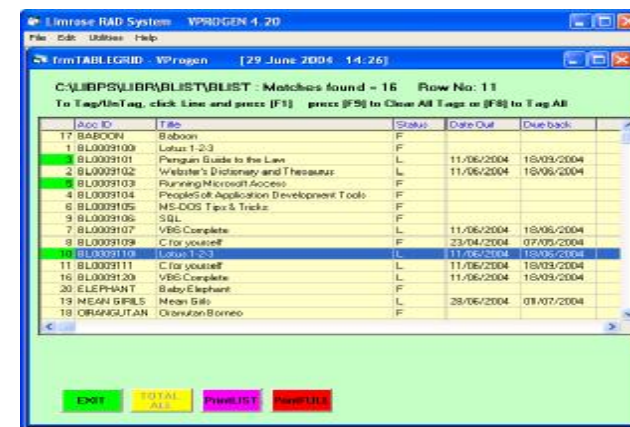 Limrose RAD System VPROGEN 4.20
File Edit Utilities Help
frmTABLEGRID - VProgen [29 June 2004 14:26]
C:\LIBPS\LIBR\BLIST\BLIST : Matches found - 16 Row No: 11
To Tag/UnTag, click Line and press [F1] press [F9] to Clear All Tags or [F8] to Tag All
Acc ID Title Status Date Out Due back
17 BABOON Baboon F
1 BL0009100 Lotus 1-2-3 F
3 BL0009101 Penguin Guide to the Law L 11/06/2004 18/09/2004
2 BL0009102 Webster's Dictionary and Thesaurus L 11/06/2004 18/06/2004
5 BL0009103 Running Microsoft Access F
4 BL0009104 PeopleSoft Application Development Tools F
6 BL0009105 MS-DOS Tips & Tricks F
9 BL0009106 SQL F
7 BL0009107 VB6 Complete L 11/06/2004 18/06/2004
8 BL0009109 C for yourself F 23/04/2004 07/05/2004
10 BL0009110 Lotus 1-2-3 L 11/06/2004 18/06/2004
11 BL0009111 C for yourself L 11/06/2004 18/09/2004
16 BL0009120 VB6 Complete L 11/06/2004 18/09/2004
20 ELEPHANT Baby Elephant F
19 MEAN GIRLS Mean Girls L 28/06/2004 01/07/2004
18 ORANGUTAN Oranutan Borneo F
EXIT TOTAL ALL PrintLIST PrintFULL